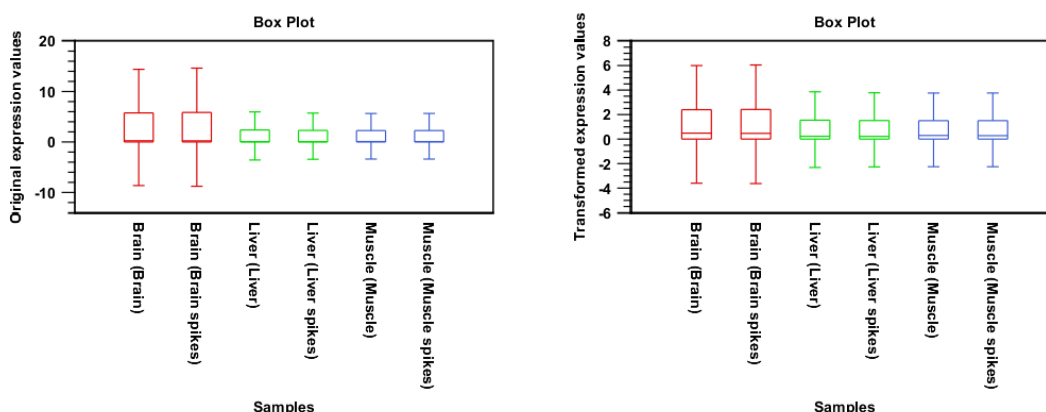 Box Plot
Original expression values
20
10
0
-10
Brain (Brain)
Brain (Brain spikes)
Liver (Liver)
Liver (Liver spikes)
Muscle (Muscle)
Muscle (Muscle spikes)
Samples
Box Plot
Transformed expression values
8
6
4
2
0
-2
-4
-6
Brain (Brain)
Brain (Brain spikes)
Liver (Liver)
Liver (Liver spikes)
Muscle (Muscle)
Muscle (Muscle spikes)
Samples